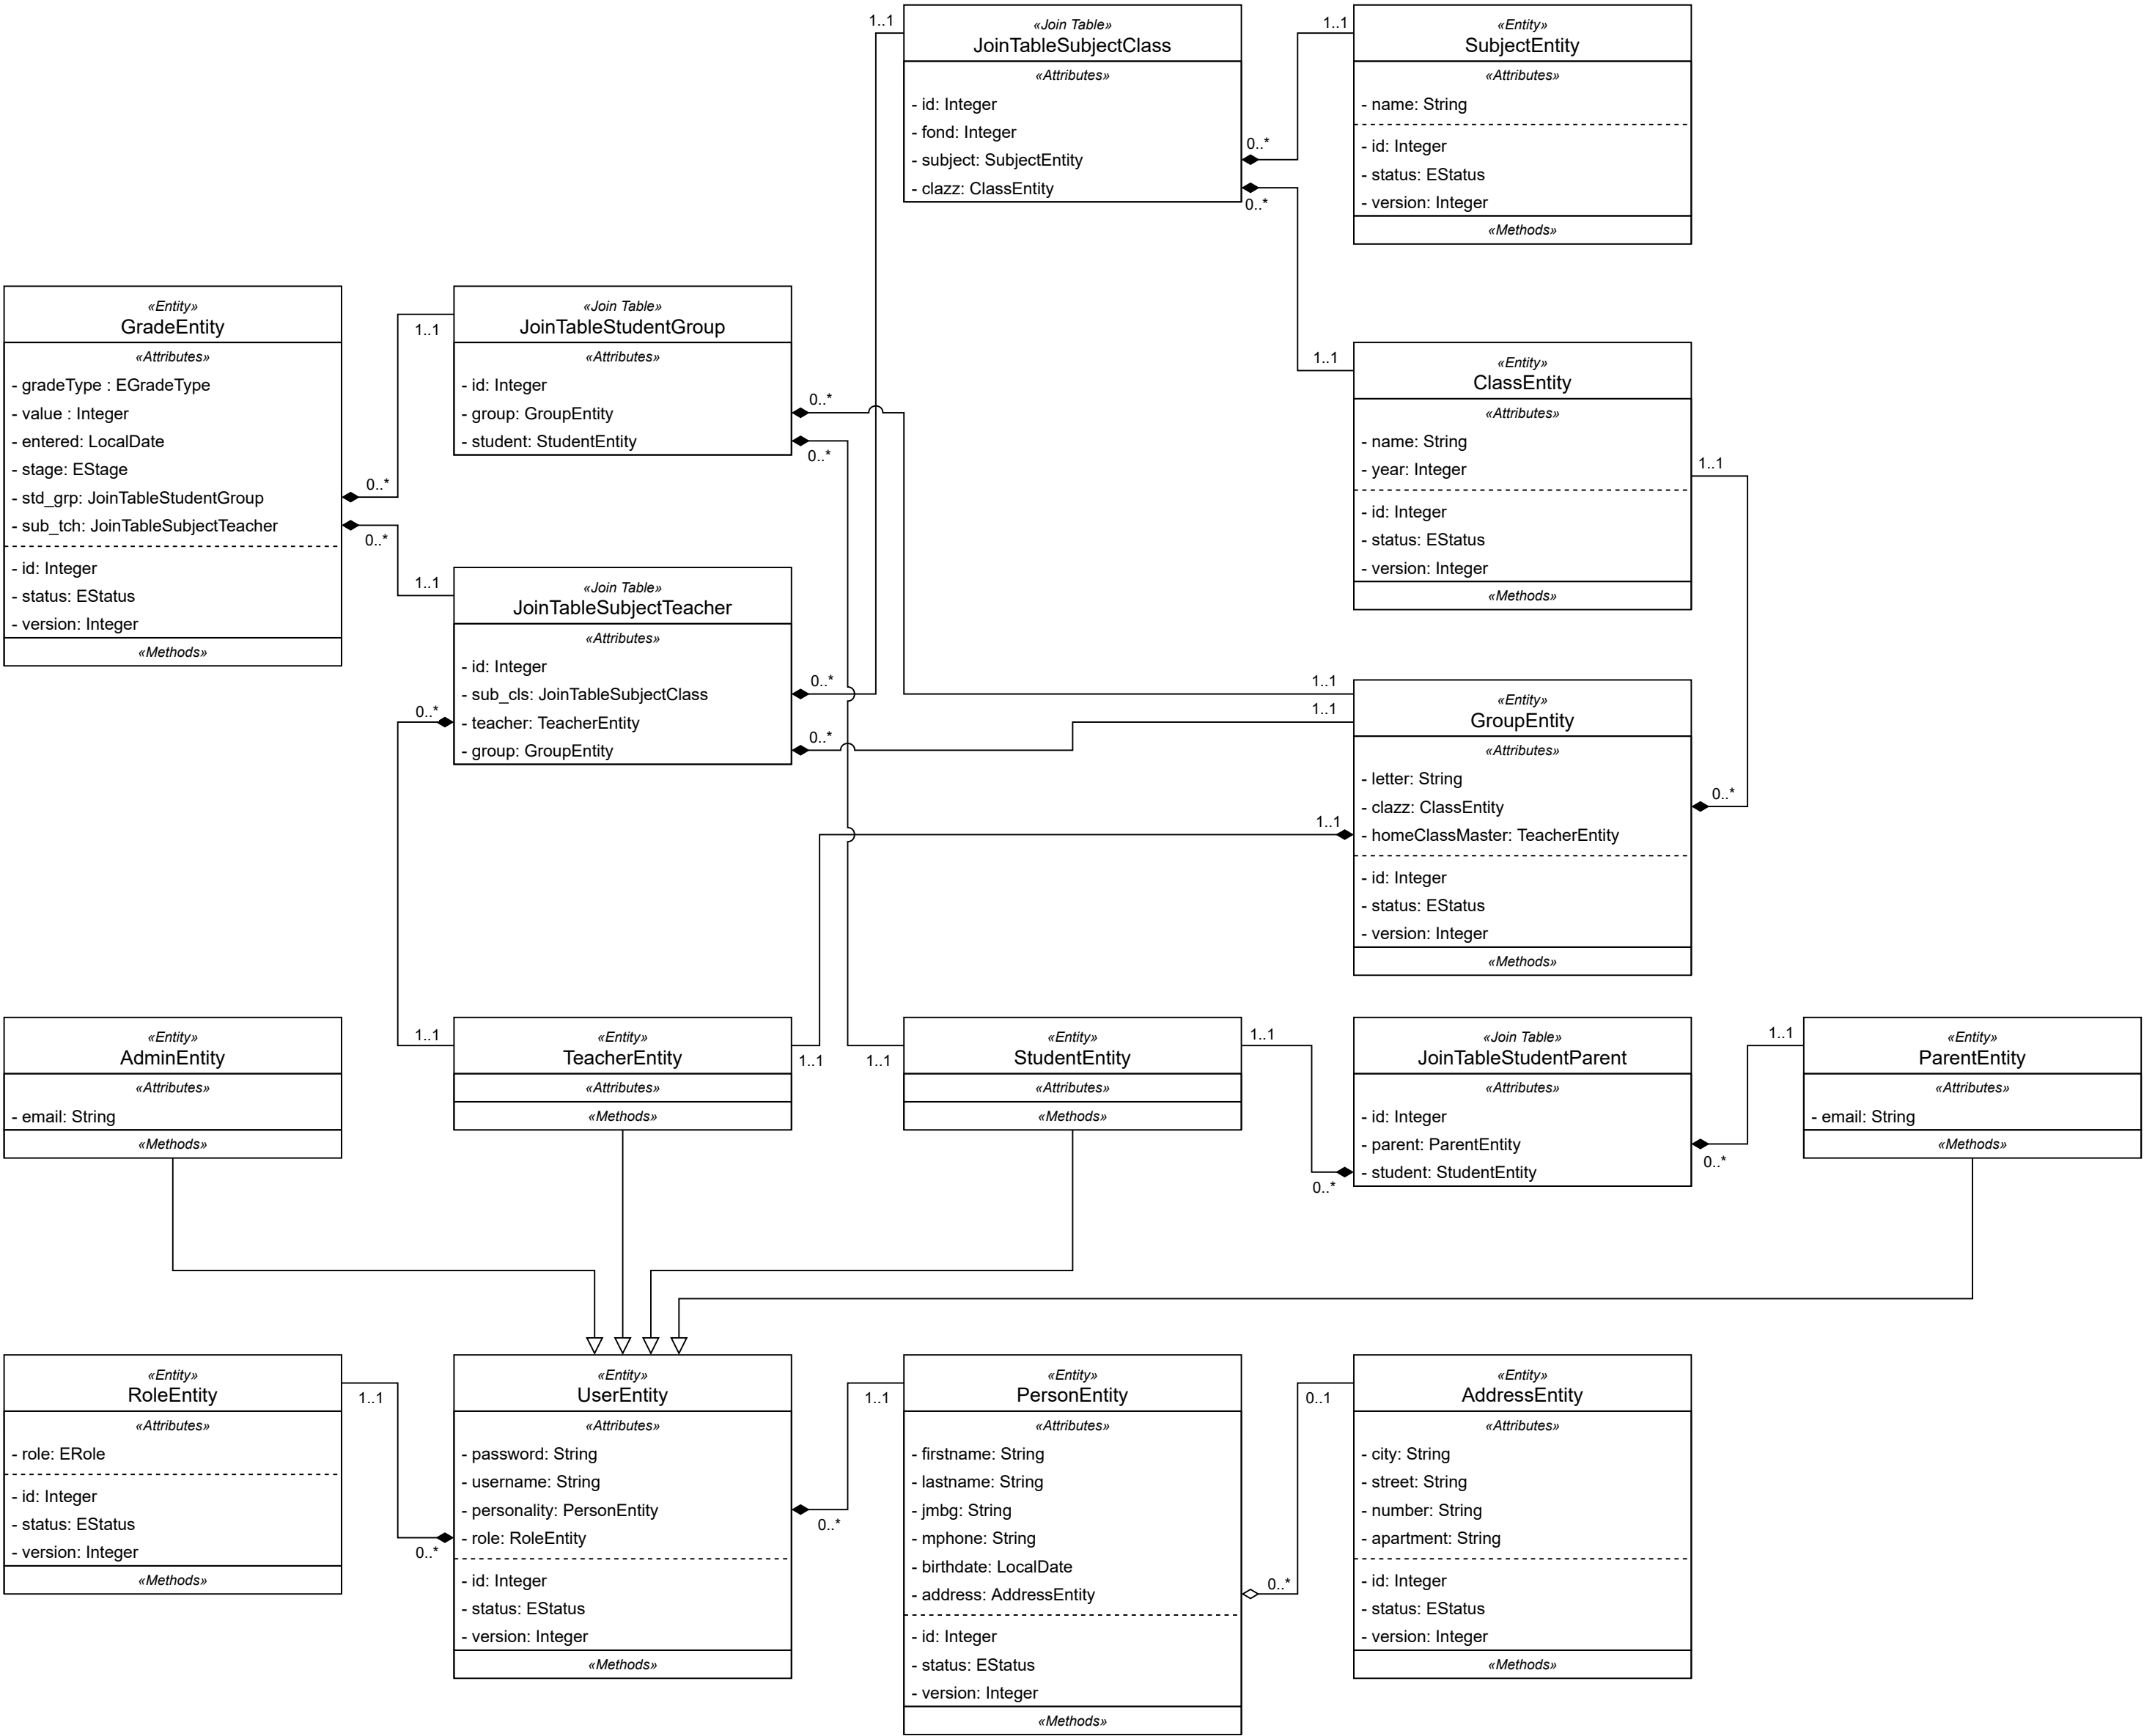 1..1
«Join Table»
JoinTableSubjectClass
«Attributes»
- id: Integer
- fond: Integer
- subject: SubjectEntity
- clazz: ClassEntity
0..*
0..*
1..1
«Entity»
SubjectEntity
«Attributes»
- name: String
- id: Integer
- status: EStatus
- version: Integer
«Methods»
«Entity»
GradeEntity
«Attributes»
- gradeType : EGradeType
- value : Integer
- entered: LocalDate
- stage: EStage
- std_grp: JoinTableStudentGroup
- sub_tch: JoinTableSubjectTeacher
- id: Integer
- status: EStatus
- version: Integer
«Methods»
1..1
0..*
0..*
1..1
«Join Table»
JoinTableStudentGroup
«Attributes»
- id: Integer
- group: GroupEntity
- student: StudentEntity
0..*
0..*
1..1
«Entity»
ClassEntity
«Attributes»
- name: String
- year: Integer
- id: Integer
- status: EStatus
- version: Integer
«Methods»
1..1
«Join Table»
JoinTableSubjectTeacher
«Attributes»
- id: Integer
- sub_cls: JoinTableSubjectClass
- teacher: TeacherEntity
- group: GroupEntity
0..*
0..*
0..*
1..1
1..1
1..1
«Entity»
GroupEntity
«Attributes»
- letter: String
- clazz: ClassEntity
- homeClassMaster: TeacherEntity
- id: Integer
- status: EStatus
- version: Integer
«Methods»
0..*
«Entity»
AdminEntity
«Attributes»
- email: String
«Methods»
1..1
«Entity»
TeacherEntity
«Attributes»
«Methods»
1..1
1..1
«Entity»
StudentEntity
«Attributes»
«Methods»
1..1
0..*
«Join Table»
JoinTableStudentParent
«Attributes»
- id: Integer
- parent: ParentEntity
- student: StudentEntity
0..*
1..1
«Entity»
ParentEntity
«Attributes»
- email: String
«Methods»
«Entity»
RoleEntity
«Attributes»
- role: ERole
- id: Integer
- status: EStatus
- version: Integer
«Methods»
1..1
0..*
«Entity»
UserEntity
«Attributes»
- password: String
- username: String
- personality: PersonEntity
- role: RoleEntity
- id: Integer
- status: EStatus
- version: Integer
«Methods»
1..1
0..*
«Entity»
PersonEntity
«Attributes»
- firstname: String
- lastname: String
- jmbg: String
- mphone: String
- birthdate: LocalDate
- address: AddressEntity
- id: Integer
- status: EStatus
- version: Integer
«Methods»
0..1
0..*
«Entity»
AddressEntity
«Attributes»
- city: String
- street: String
- number: String
- apartment: String
- id: Integer
- status: EStatus
- version: Integer
«Methods»